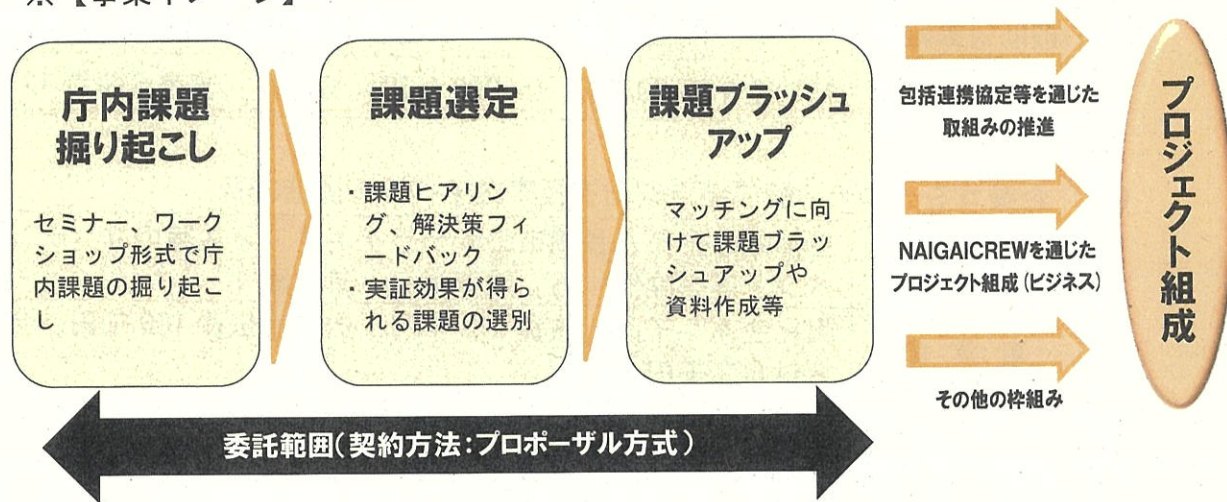 ※【事業イメージ】
庁内課題
掘り起こし
セミナー、ワーク
ショップ形式で庁
内課題の掘り起こ
し
課題選定
・課題ヒアリン
グ、解決策フィ
ードバック
・実証効果が得ら
れる課題の選別
課題ブラッシュ
アップ
マッチングに向
けて課題ブラッ
シュアップや
資料作成等
包括連携協定等を通じた
取組みの推進
NAIGAICREWを通じた
プロジェクト組成(ビジネス)
その他の枠組み
プロジェクト組成
委託範囲(契約方法:プロポーザル方式)